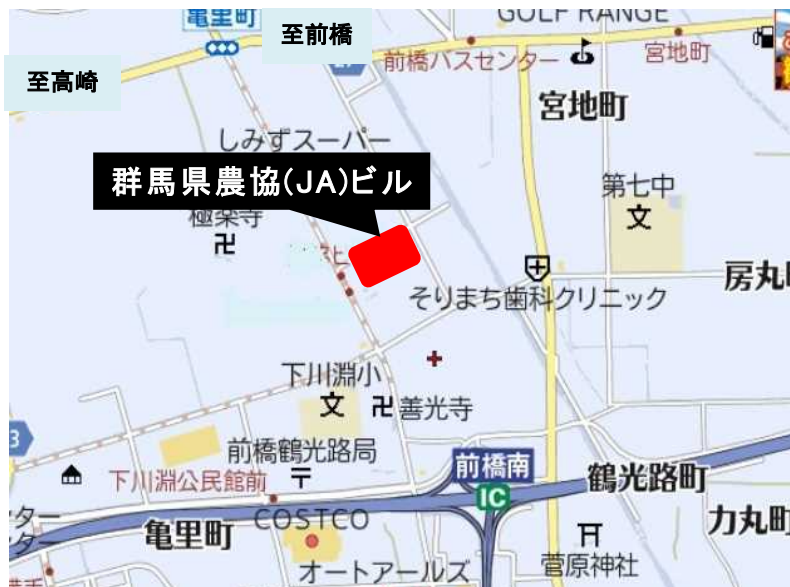 亀里町
GOLF RANGE
至前橋
前橋バスセンター
宮地町
至高崎
宮地町
しみずスーパー
群馬県農協(JA)ビル
第七中
文
極楽寺
卍
房丸町
そりまち歯科クリニック
下川淵小
文
卍善光寺
前橋鶴光路局
〒
前橋南
IC
鶴光路町
下川淵公民館前
力丸町
亀里町
COSTCO
オートアールズ
菅原神社